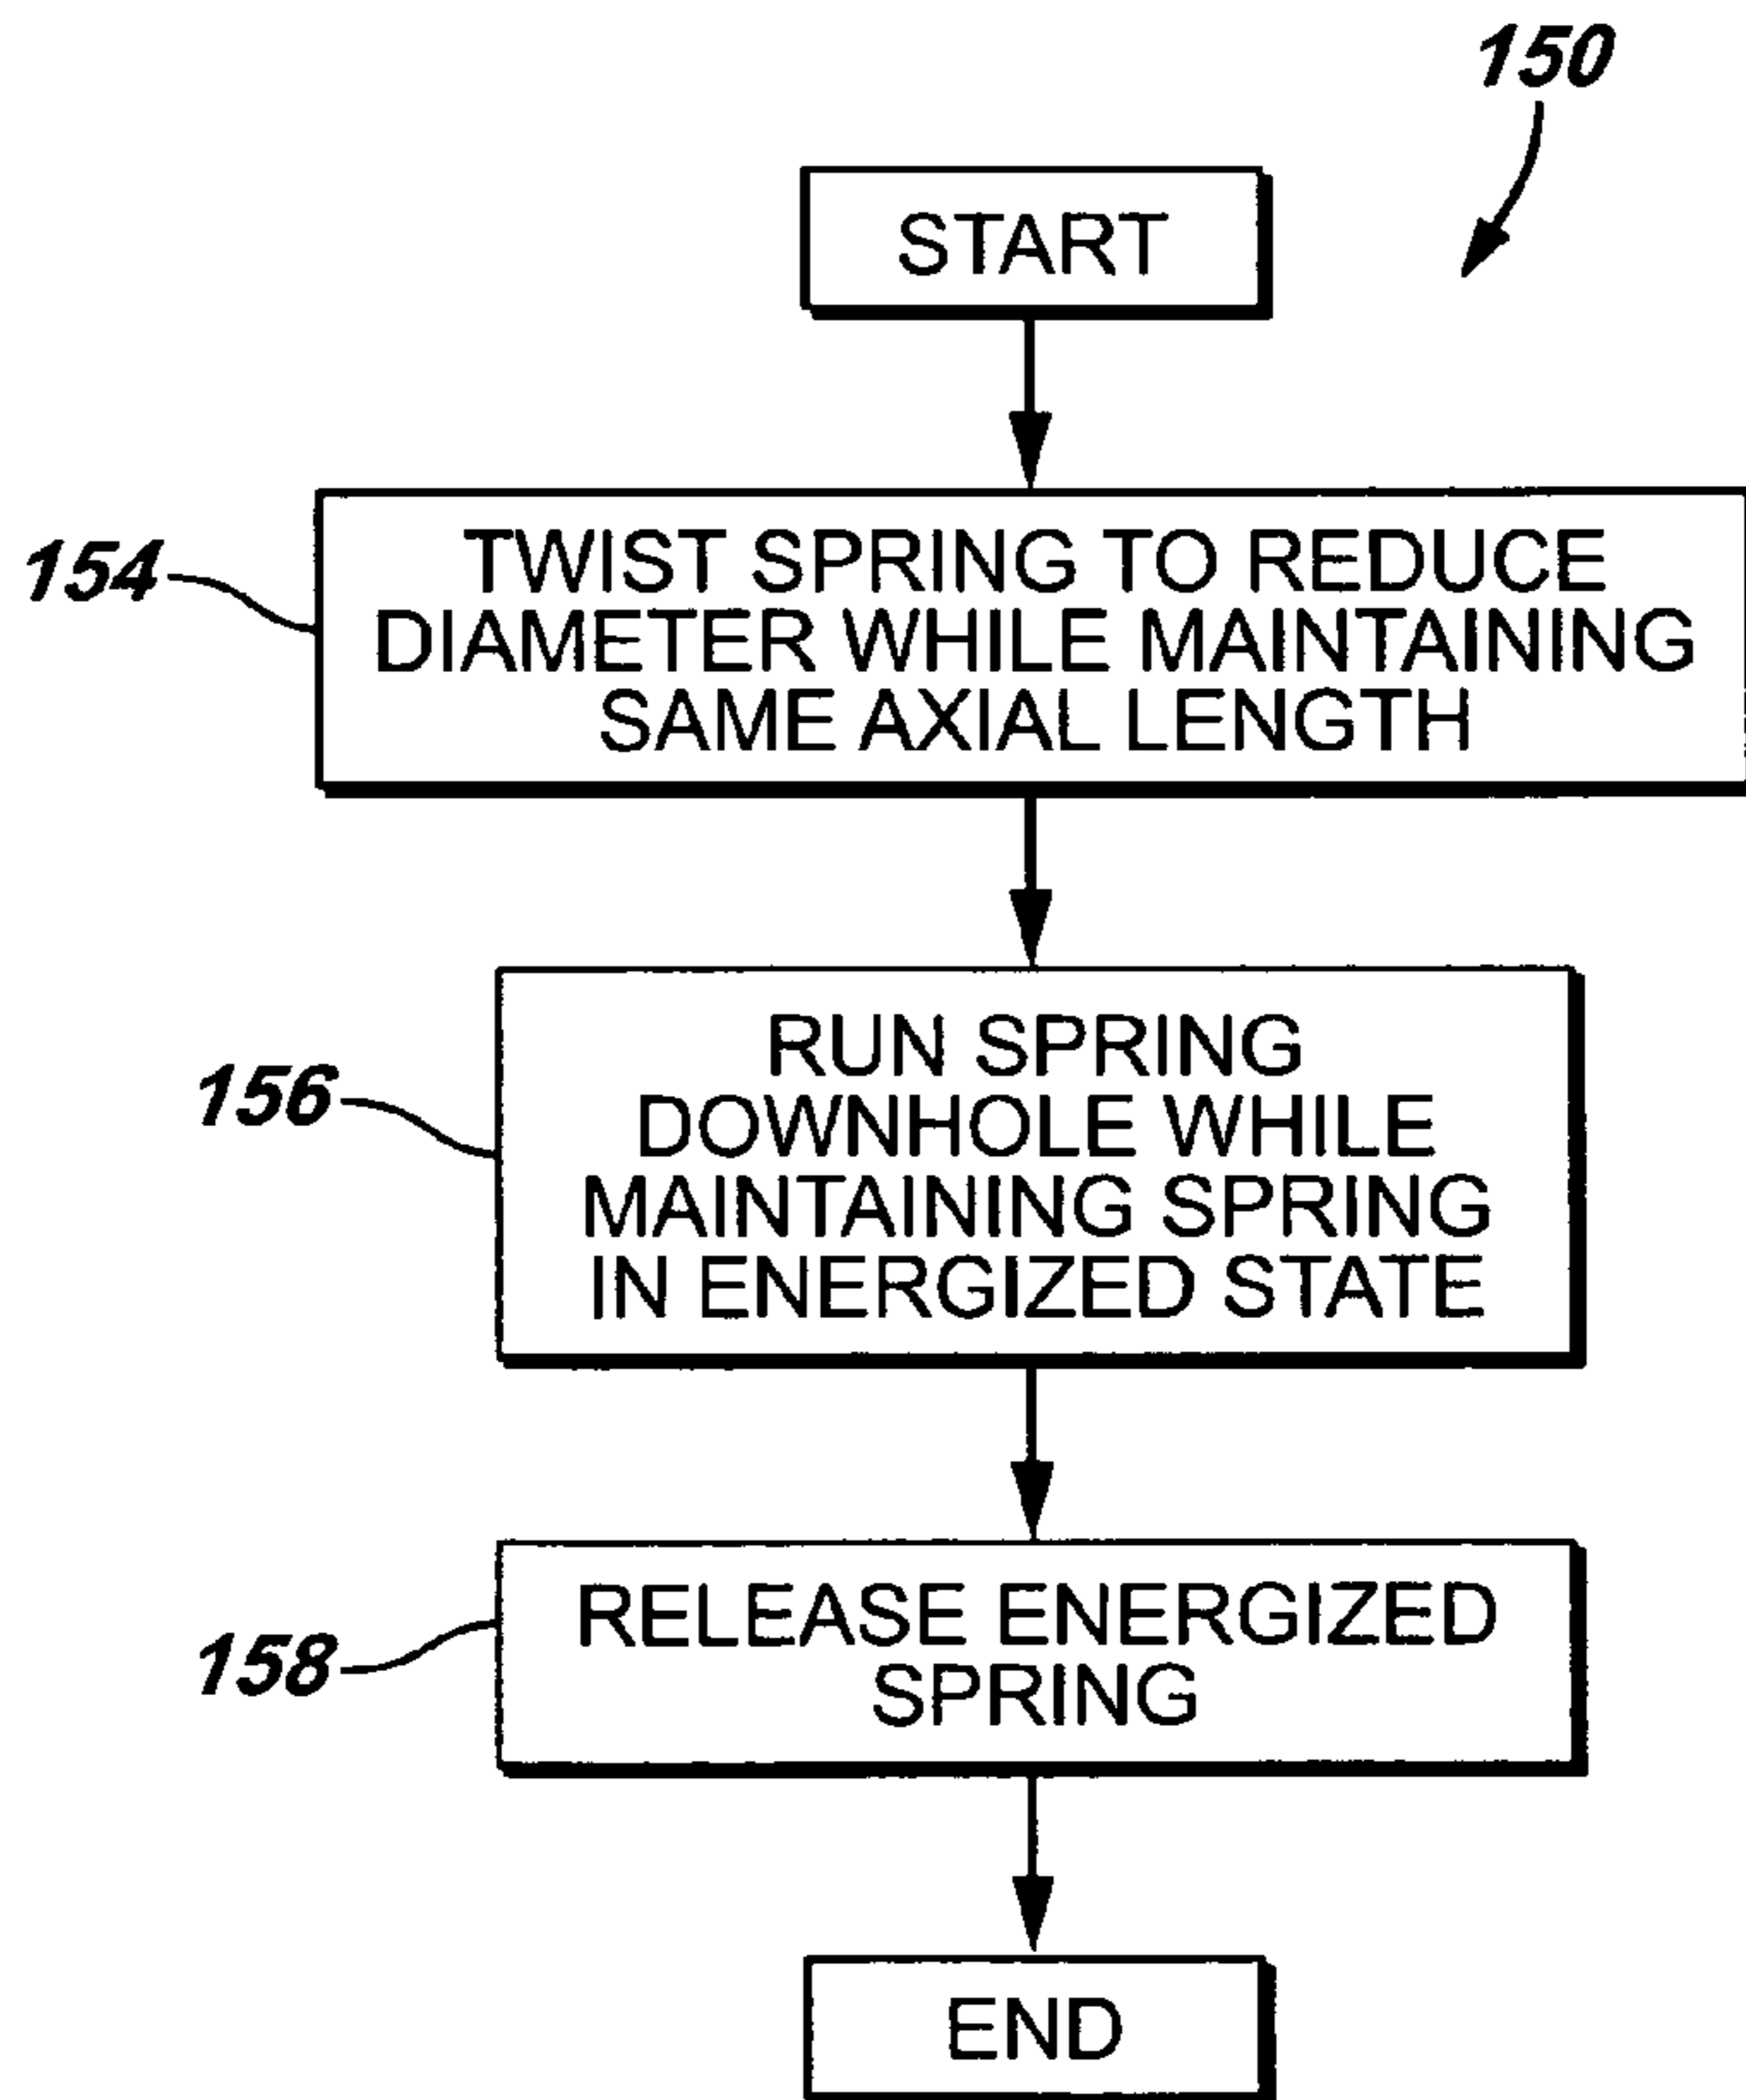 150
START
154
TWIST SPRING TO REDUCE
DIAMETER WHILE MAINTAINING
SAME AXIAL LENGTH
156
RUN SPRING
DOWNHOLE WHILE
MAINTAINING SPRING
IN ENERGIZED STATE
158
RELEASE ENERGIZED
SPRING
END